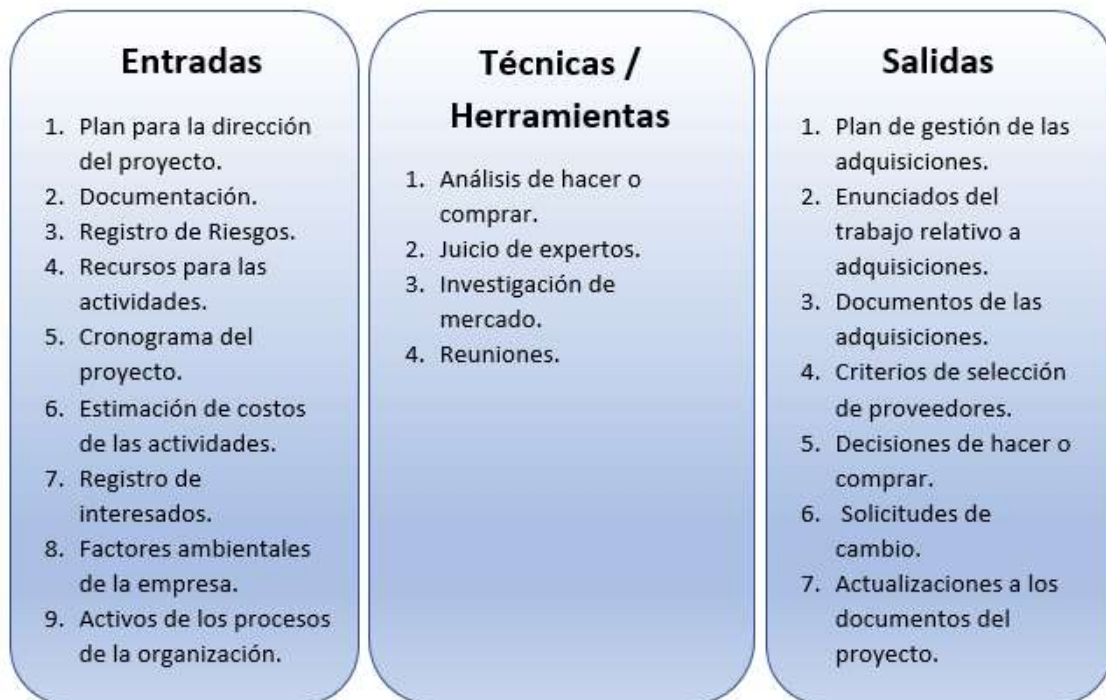 Entradas
1. Plan para la dirección
del proyecto.
2. Documentación.
3. Registro de Riesgos.
4. Recursos para las
actividades.
5. Cronograma del
proyecto.
6. Estimación de costos
de las actividades.
7. Registro de
interesados.
8. Factores ambientales
de la empresa.
9. Activos de los procesos
de la organización.
Técnicas /
Herramientas
1. Análisis de hacer o
comprar.
2. Juicio de expertos.
3. Investigación de
mercado.
4. Reuniones.
Salidas
1. Plan de gestión de las
adquisiciones.
2. Enunciados del
trabajo relativo a
adquisiciones.
3. Documentos de las
adquisiciones.
4. Criterios de selección
de proveedores.
5. Decisiones de hacer o
comprar.
6. Solicitudes de
cambio.
7. Actualizaciones a los
documentos del
proyecto.